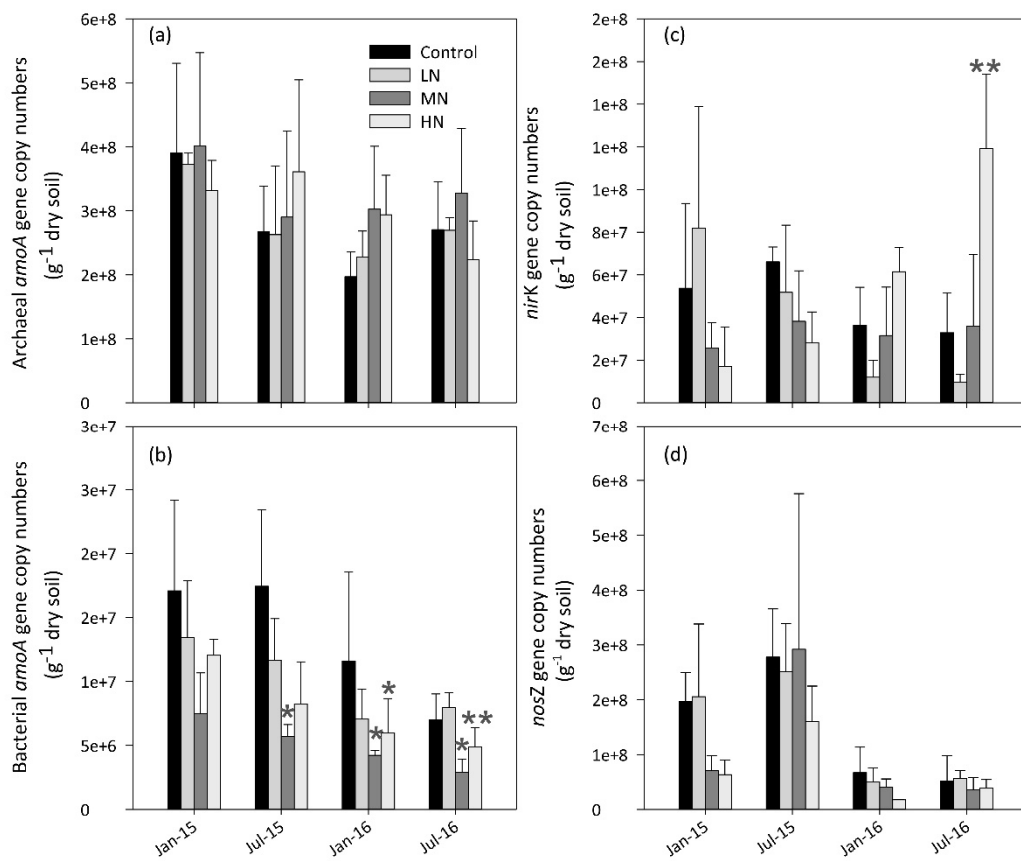 (a)
Control
LN
MN
HN
6e+8
5e+8
4e+8
3e+8
2e+8
1e+8
0
Archaeal amoA gene copy numbers
(g⁻¹ dry soil)
(c)
**
2e+8
2e+8
1e+8
1e+8
1e+8
8e+7
6e+7
4e+7
2e+7
0
nirK gene copy numbers
(g⁻¹ dry soil)
(b)
3e+7
3e+7
2e+7
2e+7
1e+7
5e+6
0
Bacterial amoA gene copy numbers
(g⁻¹ dry soil)
*
*
*
*
**
Jan-15
Jul-15
Jan-16
Jul-16
(d)
7e+8
6e+8
5e+8
4e+8
3e+8
2e+8
1e+8
0
nosZ gene copy numbers
(g⁻¹ dry soil)
Jan-15
Jul-15
Jan-16
Jul-16